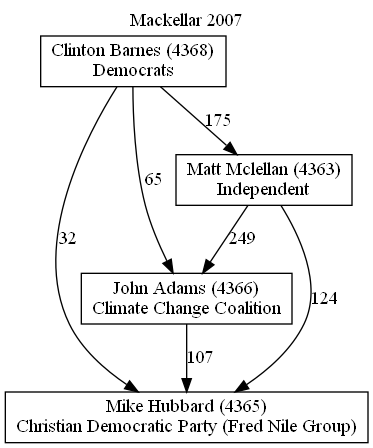 Mackellar 2007
Clinton Barnes (4368)
Democrats
175
Matt Mclellan (4363)
Independent
65
32
249
John Adams (4366)
Climate Change Coalition
124
107
Mike Hubbard (4365)
Christian Democratic Party (Fred Nile Group)